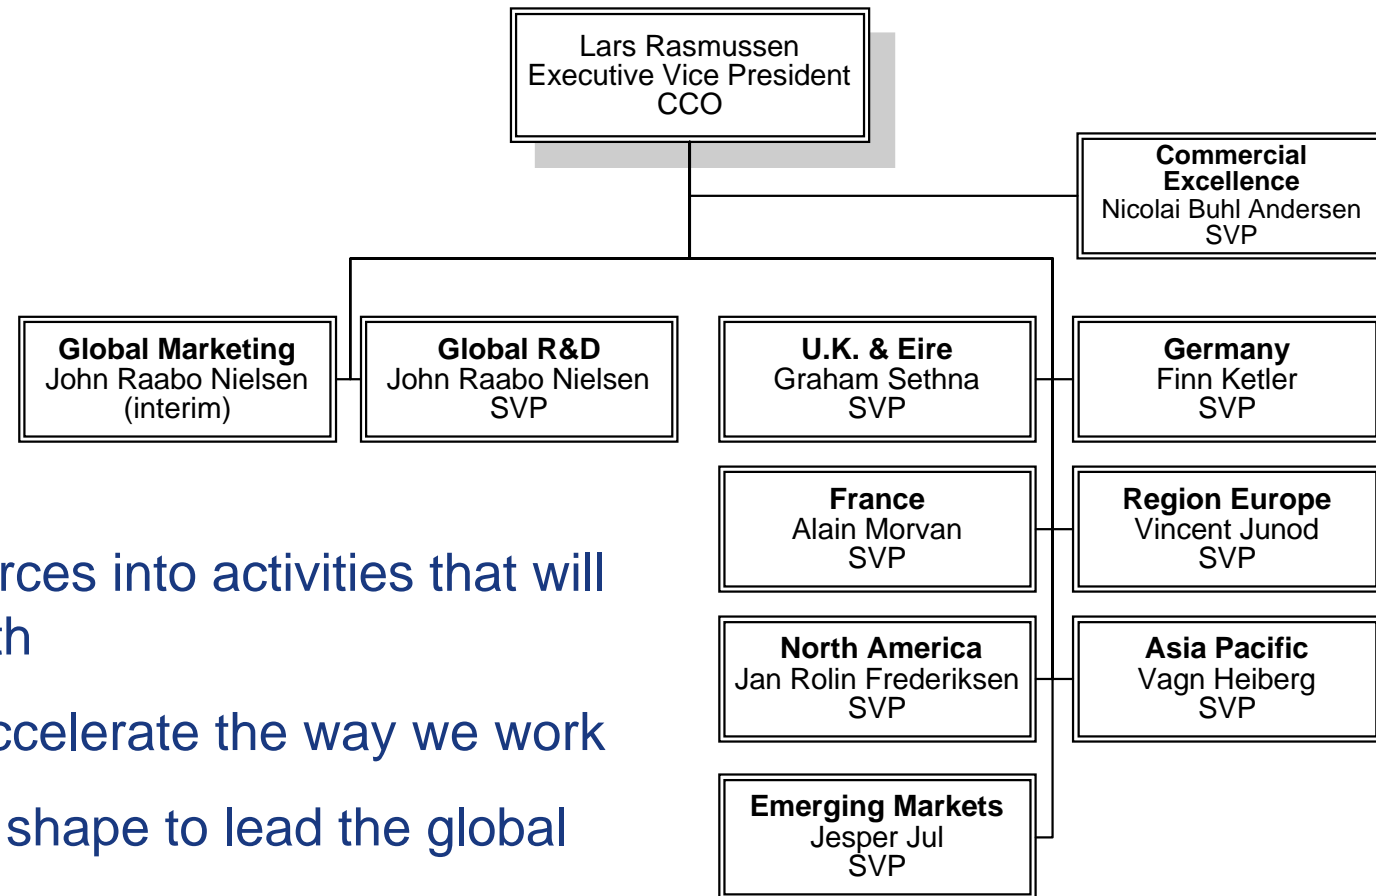 Lars Rasmussen
Executive Vice President
CCO
Commercial
Excellence
Nicolai Buhl Andersen
SVP
Global Marketing
John Raabo Nielsen
(interim)
Global R&D
John Raabo Nielsen
SVP
U.K. & Eire
Graham Sethna
SVP
Germany
Finn Ketler
SVP
France
Alain Morvan
SVP
Region Europe
Vincent Junod
SVP
North America
Jan Rolin Frederiksen
SVP
Asia Pacific
Vagn Heiberg
SVP
Emerging Markets
Jesper Jul
SVP
into activities that will
the way we work
shape to lead the global